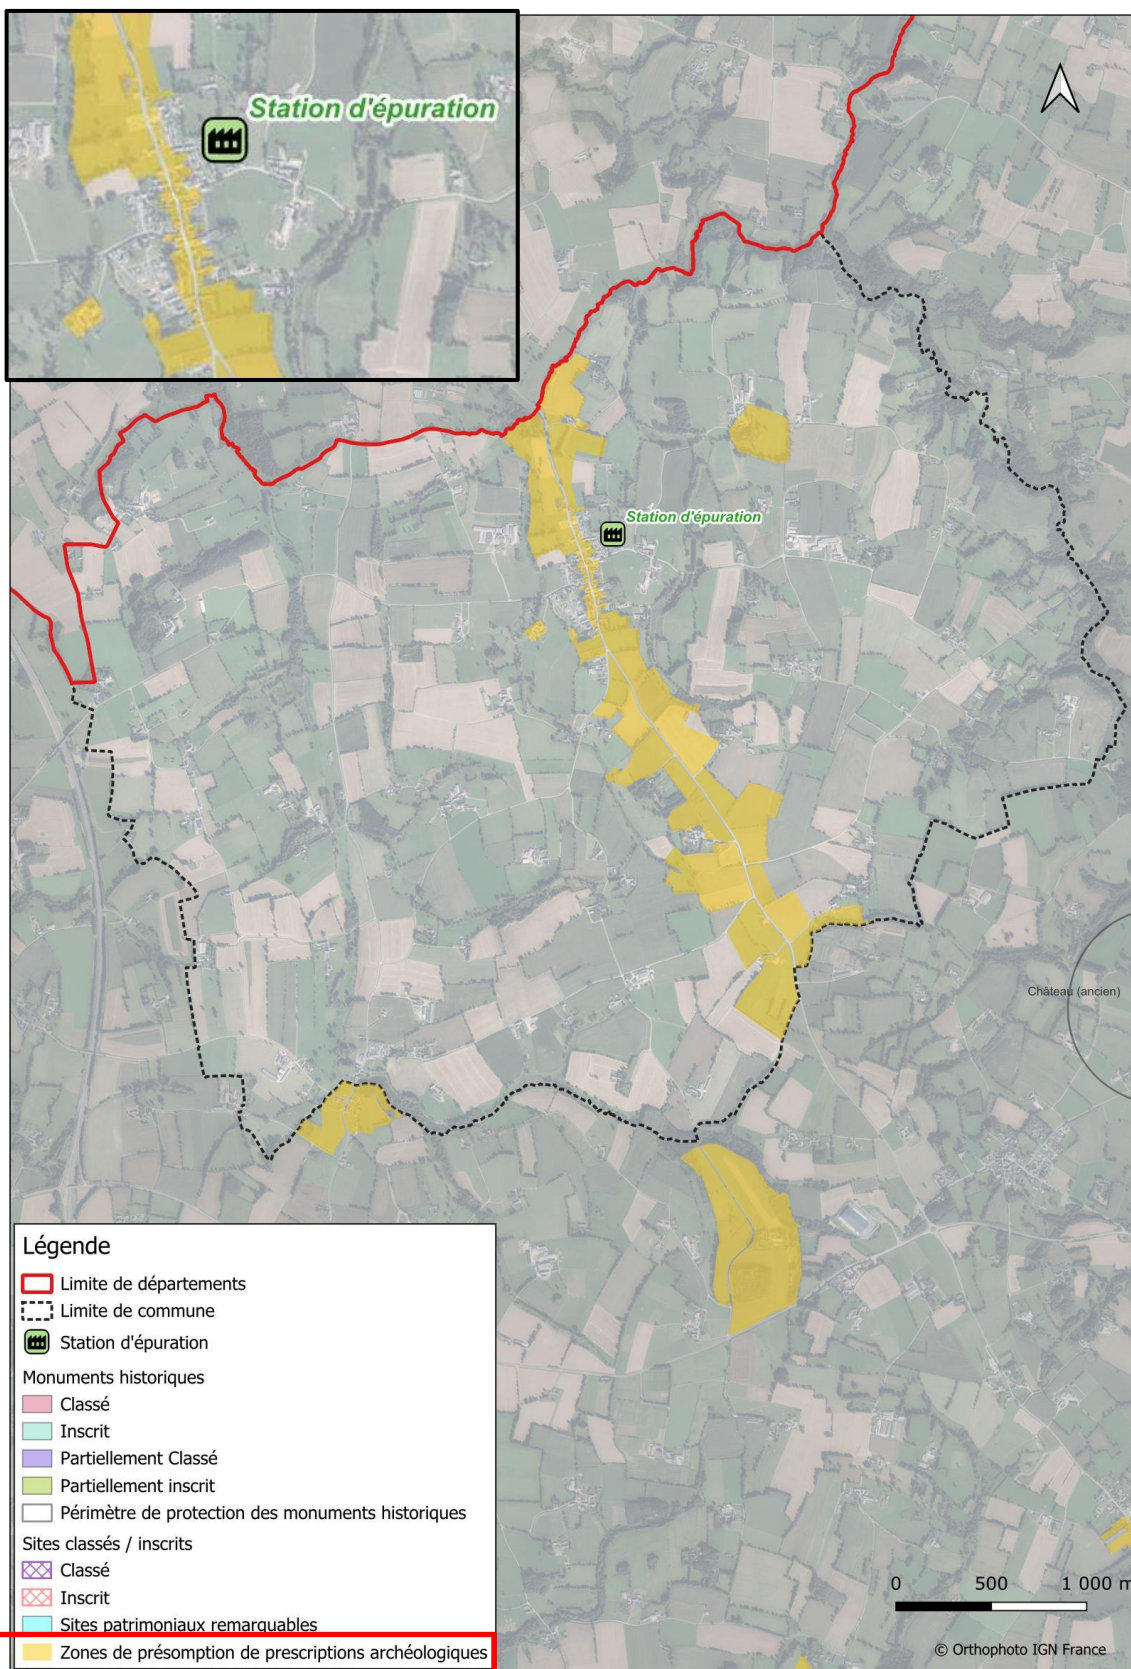 Station d'épuration
Station d'épuration
Château (ancien)
Légende
Limite de départements
Limite de commune
Station d'épuration
Monuments historiques
Classé
Inscrit
Partiellement Classé
Partiellement inscrit
Périmètre de protection des monuments historiques
Sites classés / inscrits
Classé
Inscrit
Sites patrimoniaux remarquables
Zones de présomption de prescriptions archéologiques
0 500 1 000 m
© Orthophoto IGN France